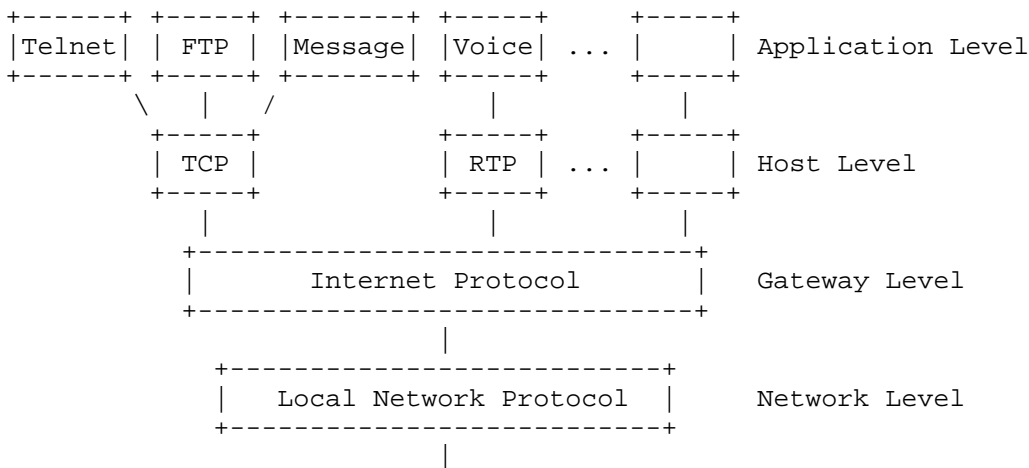 +------+ +-----+ +-------+ +-----+     +-----+
|Telnet| | FTP | |Message| |Voice| ... |     | Application Level
+------+ +-----+ +-------+ +-----+     +-----+
        \   |   /             |           |
         +-----+           +-----+     +-----+
         | TCP |           | RTP | ... |     | Host Level
         +-----+           +-----+     +-----+
            |                 |           |
           +-------------------------------+
           |       Internet Protocol       |   Gateway Level
           +-------------------------------+
                           |
             +---------------------------+
             |   Local Network Protocol  |     Network Level
             +---------------------------+
                           |